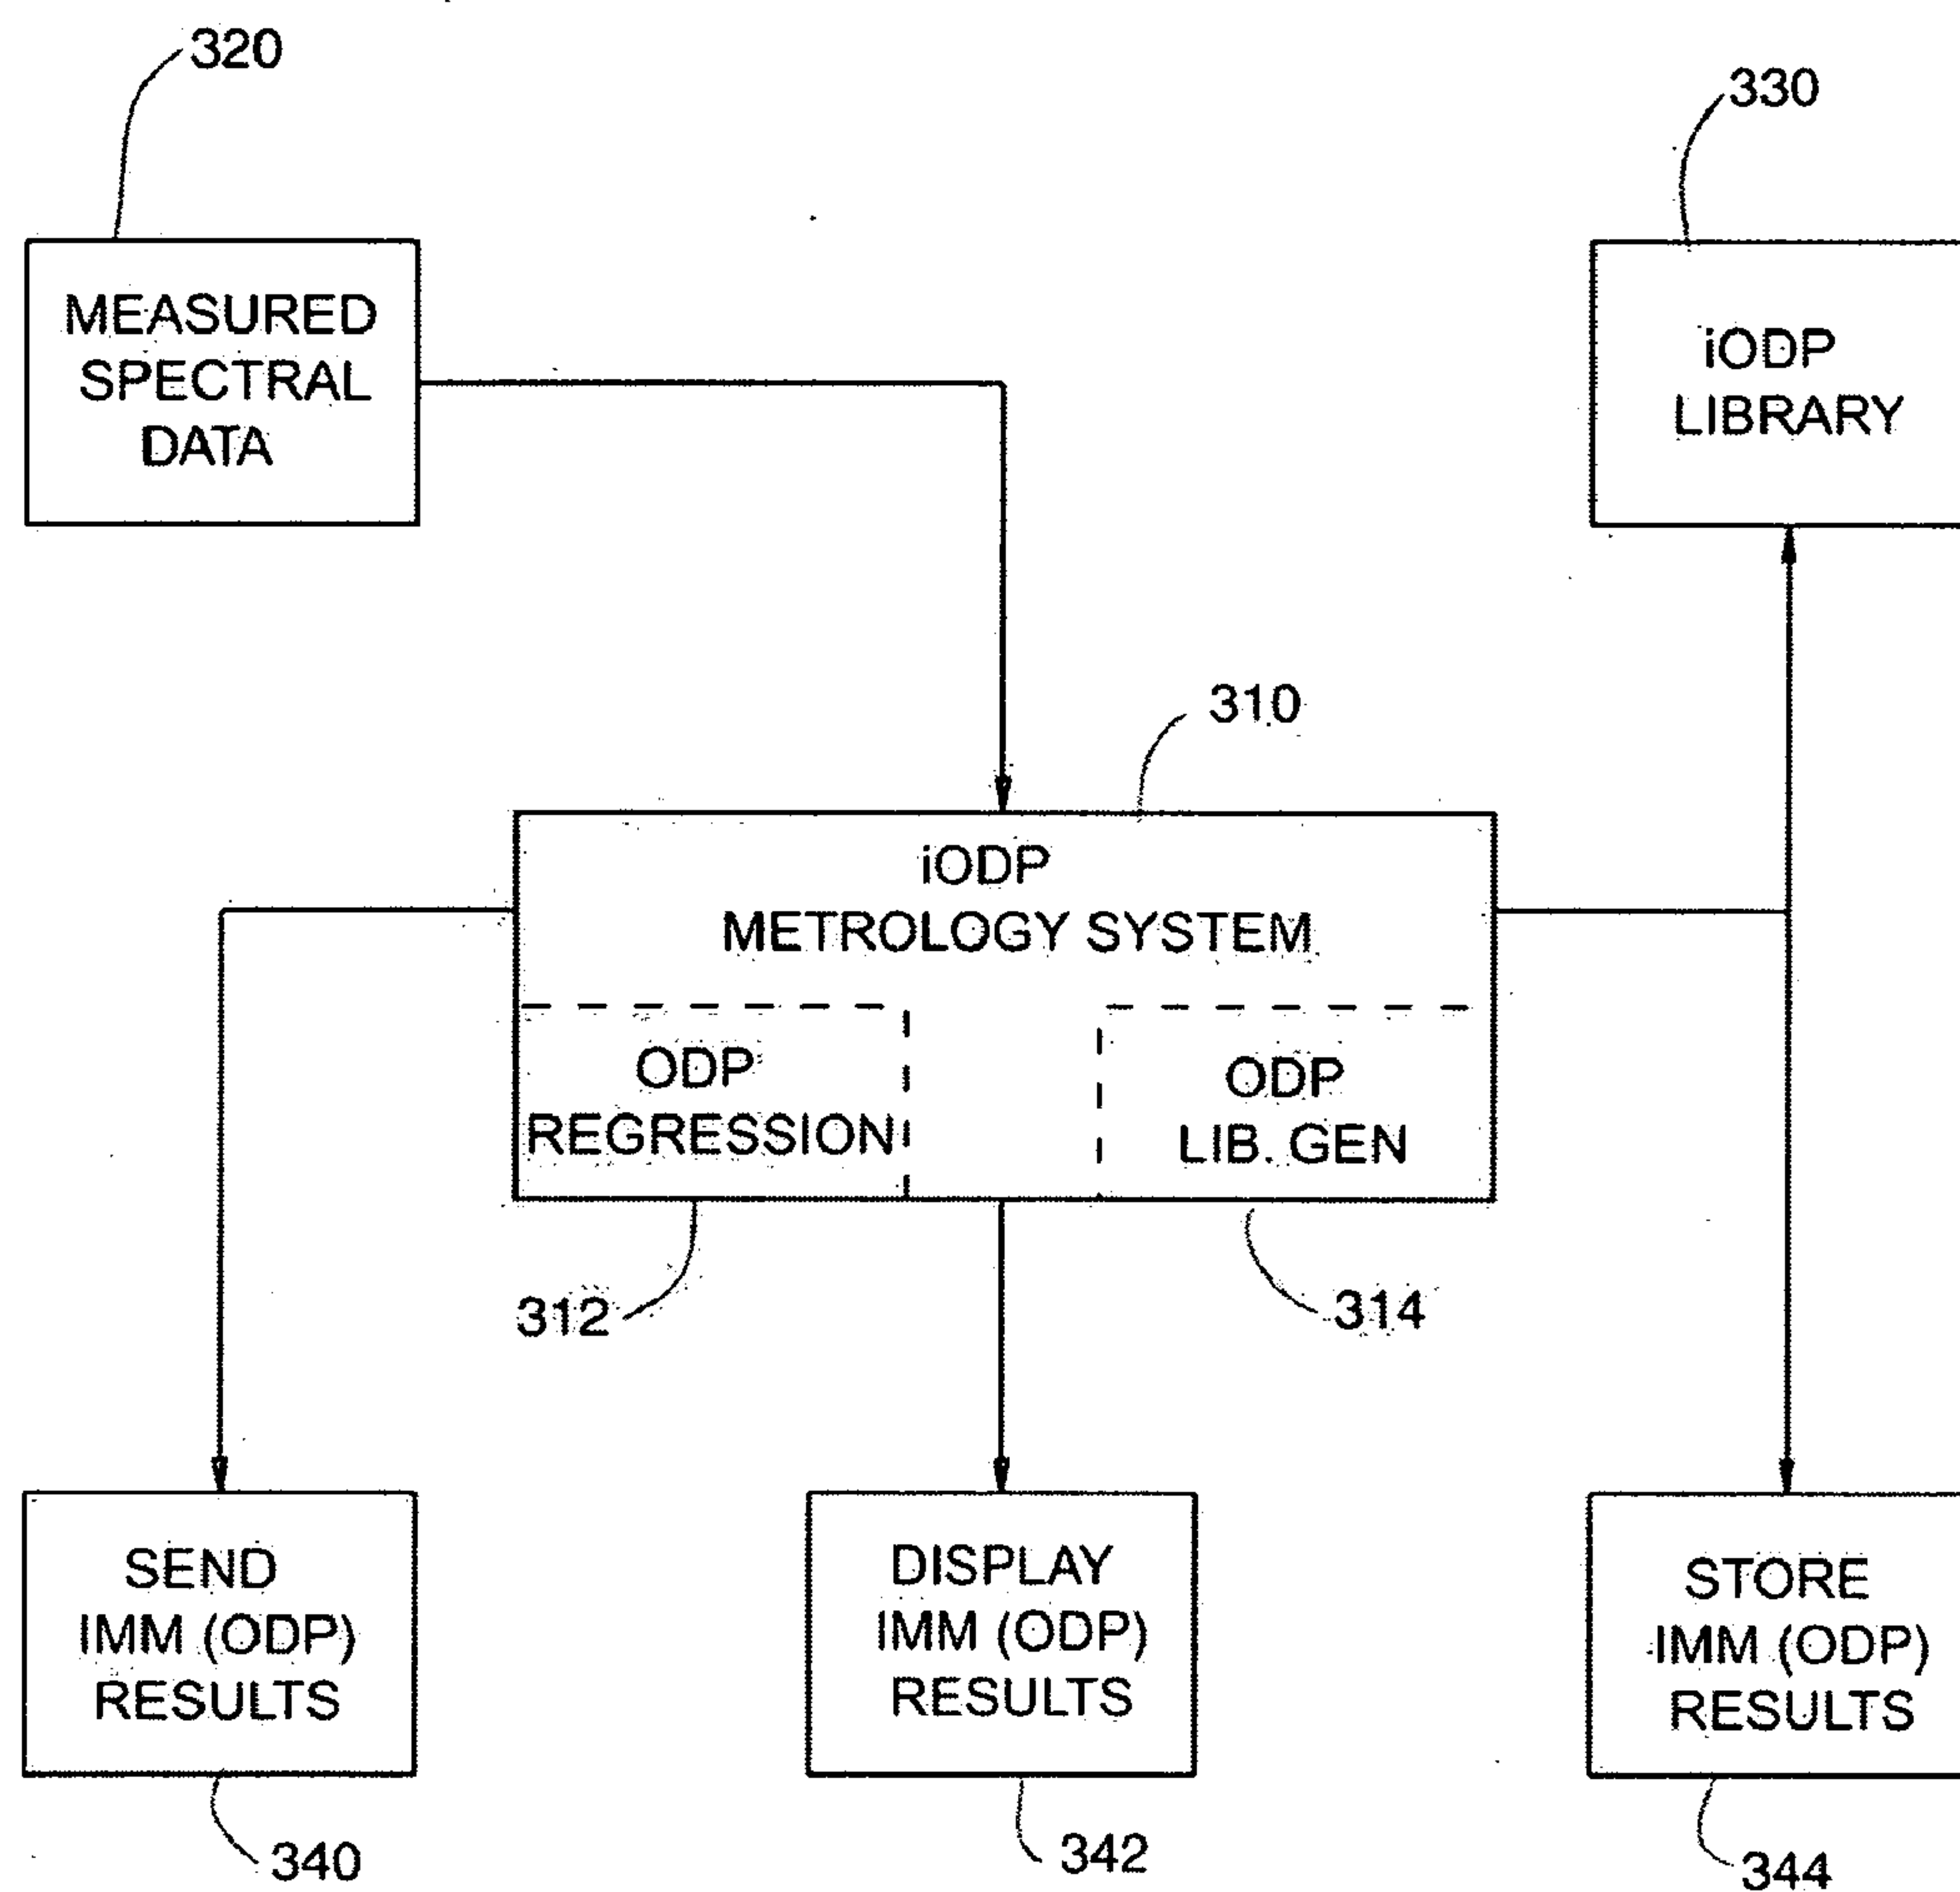 320
330
MEASURED
SPECTRAL
DATA
iODP
LIBRARY
310
iODP
METROLOGY SYSTEM
ODP
REGRESSION
ODP
LIB. GEN
312
314
SEND
IMM (ODP)
RESULTS
DISPLAY
IMM (ODP)
RESULTS
STORE
IMM (ODP)
RESULTS
340
342
344